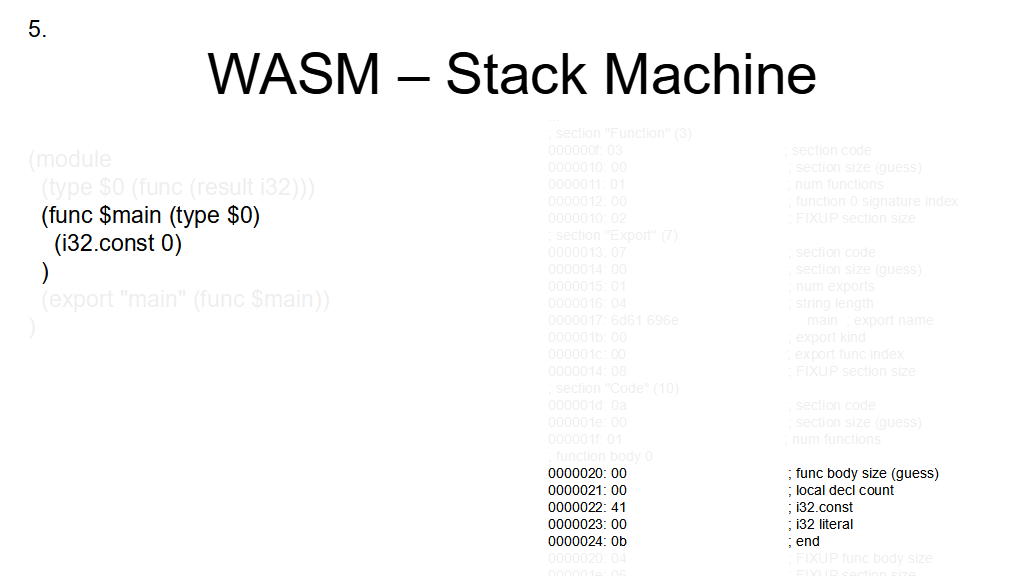 5.
WASM – Stack Machine
(module
(type $0 (func (result i32)))
(func $main (type $0)
(i32.const 0)
)
(export "main" (func $main))
)
...
; section "Function" (3)
000000f: 03 ; section code
0000010: 00 ; section size (guess)
0000011: 01 ; num functions
0000012: 00 ; function 0 signature index
0000010: 02 ; FIXUP section size
; section "Export" (7)
0000013: 07 ; section code
0000014: 00 ; section size (guess)
0000015: 01 ; num exports
0000016: 04 ; string length
0000017: 6d61 696e main ; export name
000001b: 00 ; export kind
000001c: 00 ; export func index
0000014: 08 ; FIXUP section size
; section "Code" (10)
000001d: 0a ; section code
000001e: 00 ; section size (guess)
000001f: 01 ; num functions
; function body 0
0000020: 00 ; func body size (guess)
0000021: 00 ; local decl count
0000022: 41 ; i32.const
0000023: 00 ; i32 literal
0000024: 0b ; end
0000020: 04 ; FIXUP func body size
000001e: 06 ; FIXUP section size